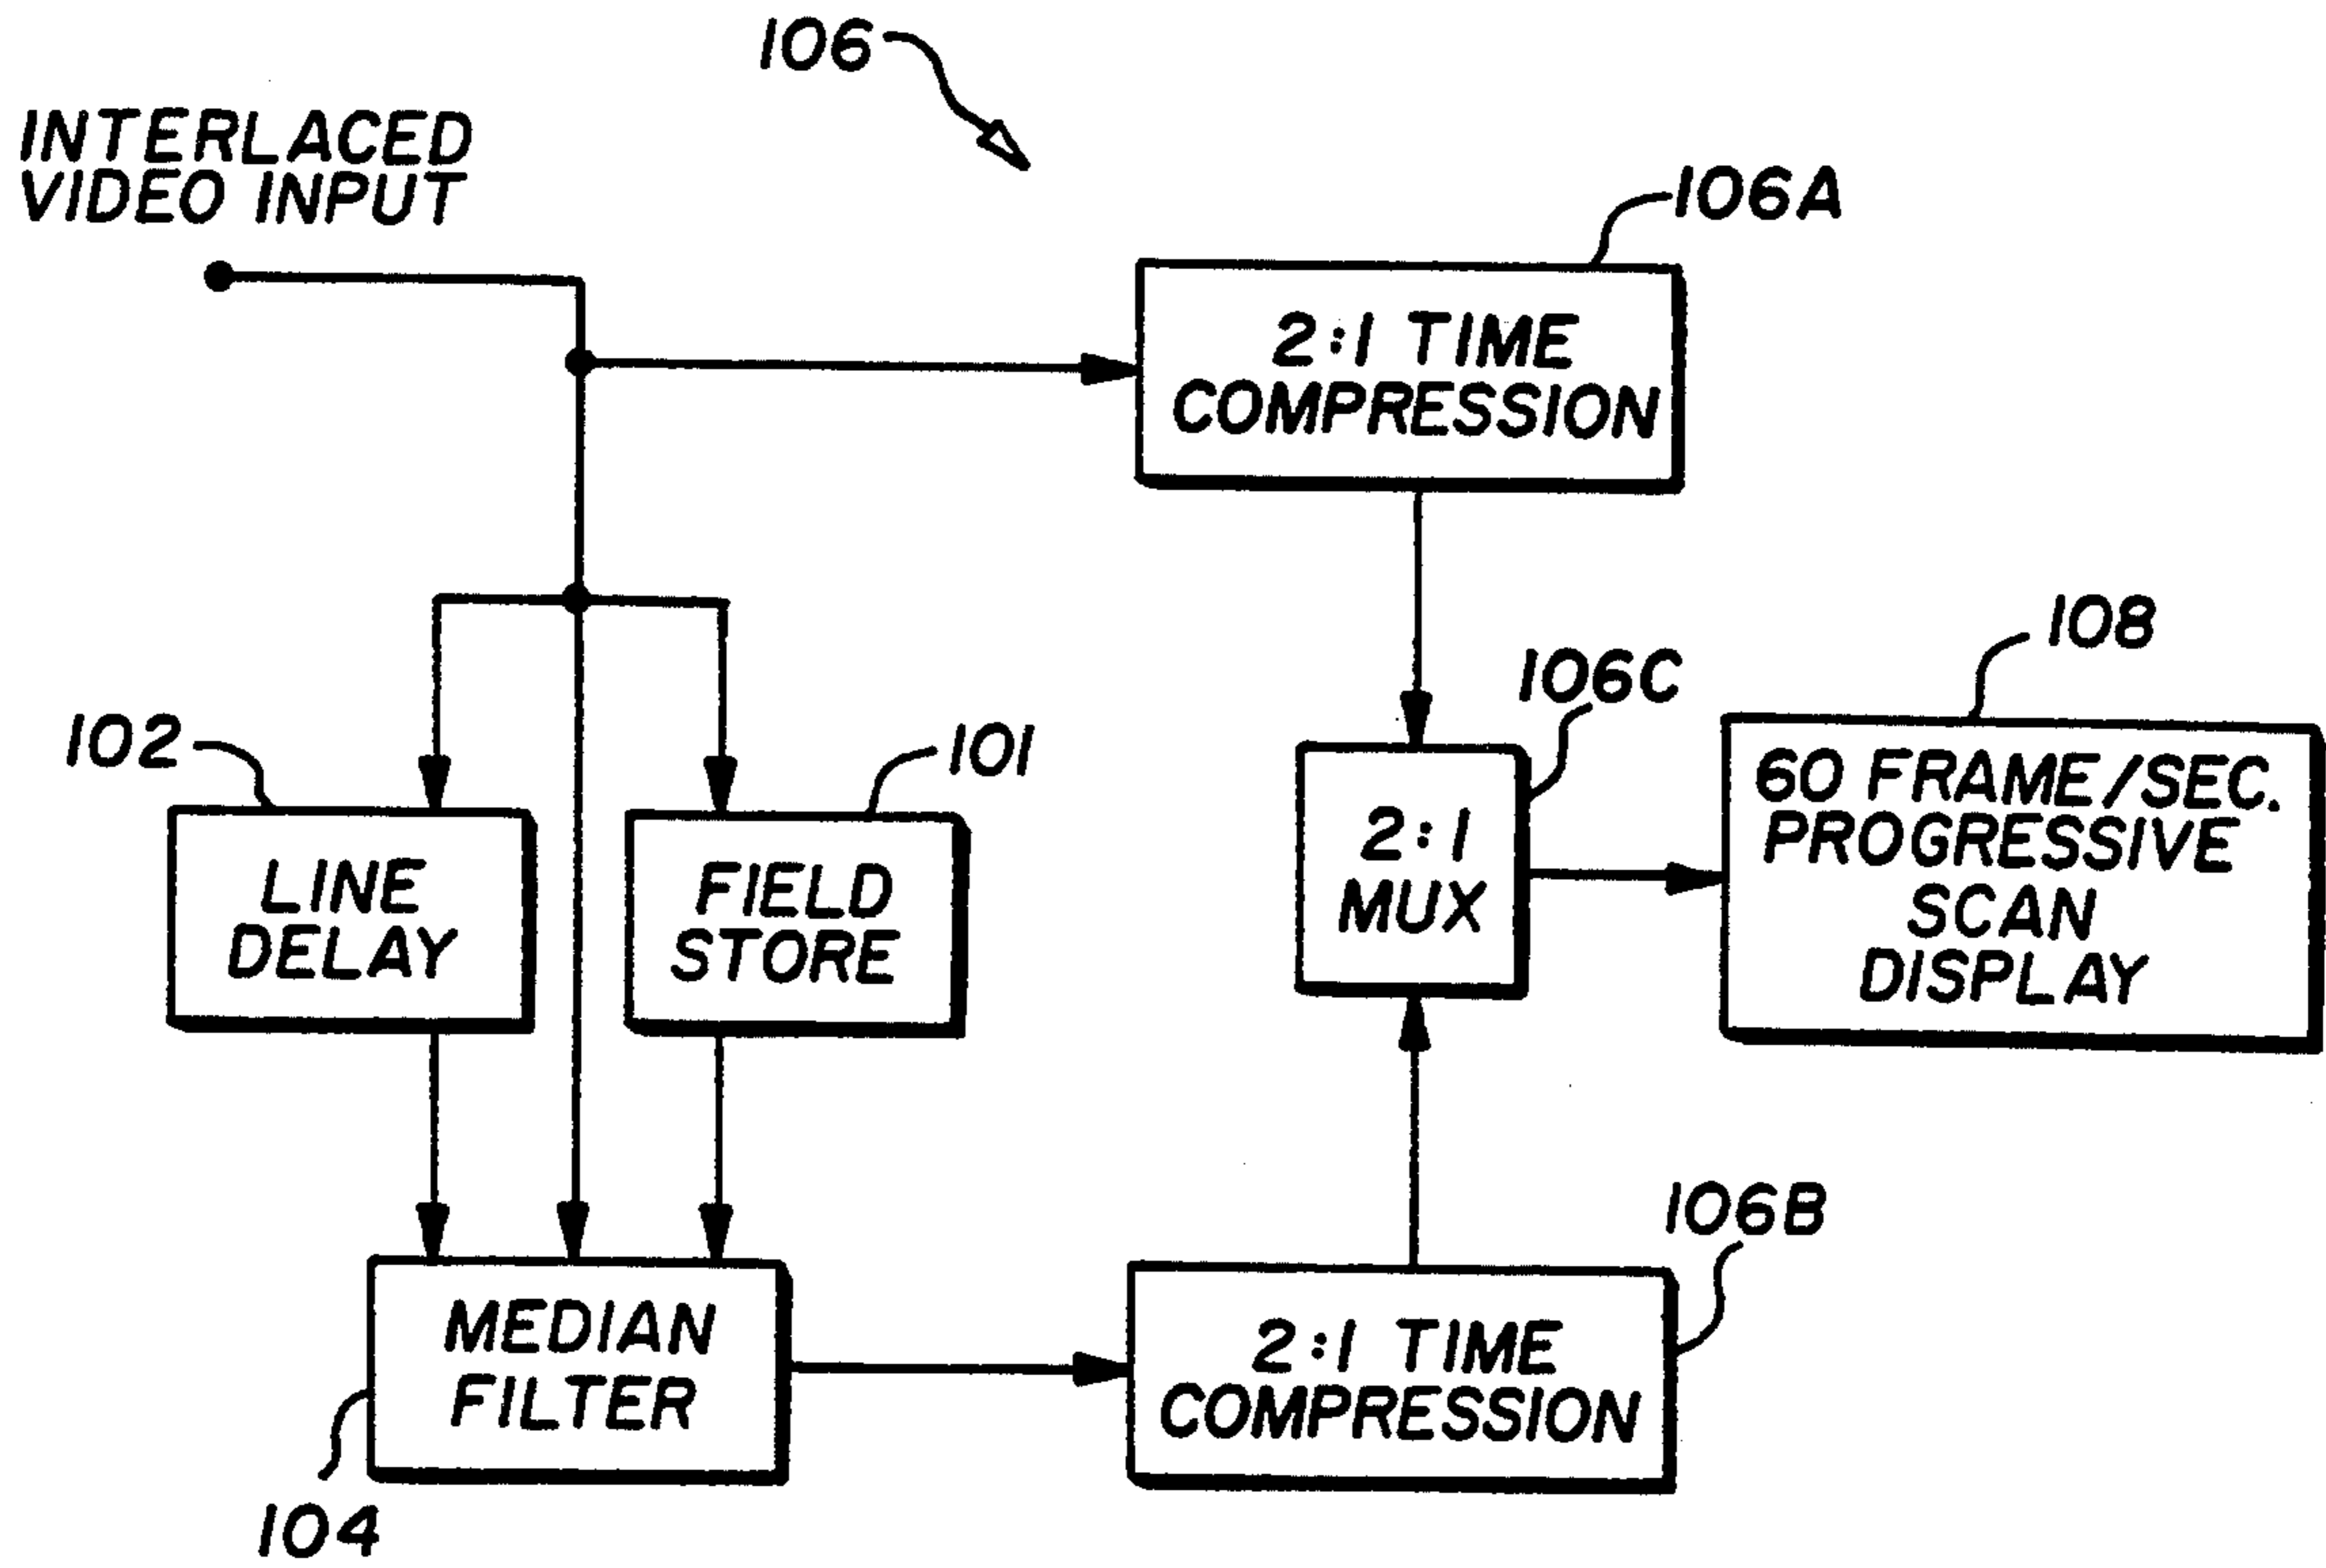 106
INTERLACED
VIDEO INPUT
106A
2:1 TIME
COMPRESSION
108
106C
102
101
60 FRAME/SEC.
PROGRESSIVE
SCAN
DISPLAY
2:1
MUX
LINE
DELAY
FIELD
STORE
106B
MEDIAN
FILTER
2:1 TIME
COMPRESSION
104